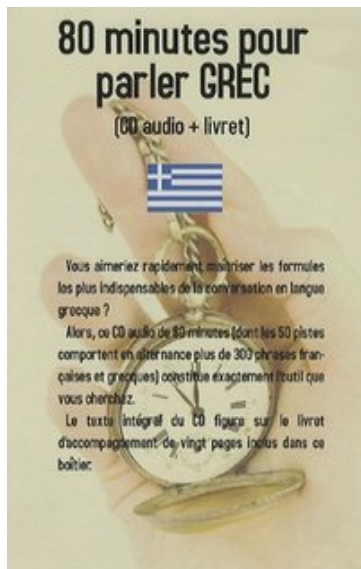 80 minutes pour
parler GREC
(CD audio + livret)
Vous aimeriez rapidement maîtriser les formules
les plus indispensables de la conversation en langue
grecque ?
Alors, ce CD audio de 80 minutes (dont les 50 pistes
comportent en alternance plus de 300 phrases fran-
çaises et grecques) constitue exactement l'outil que
vous cherchez.
Le texte intégral du CD figure sur le livret
d'accompagnement de vingt pages inclus dans ce
boîtier.